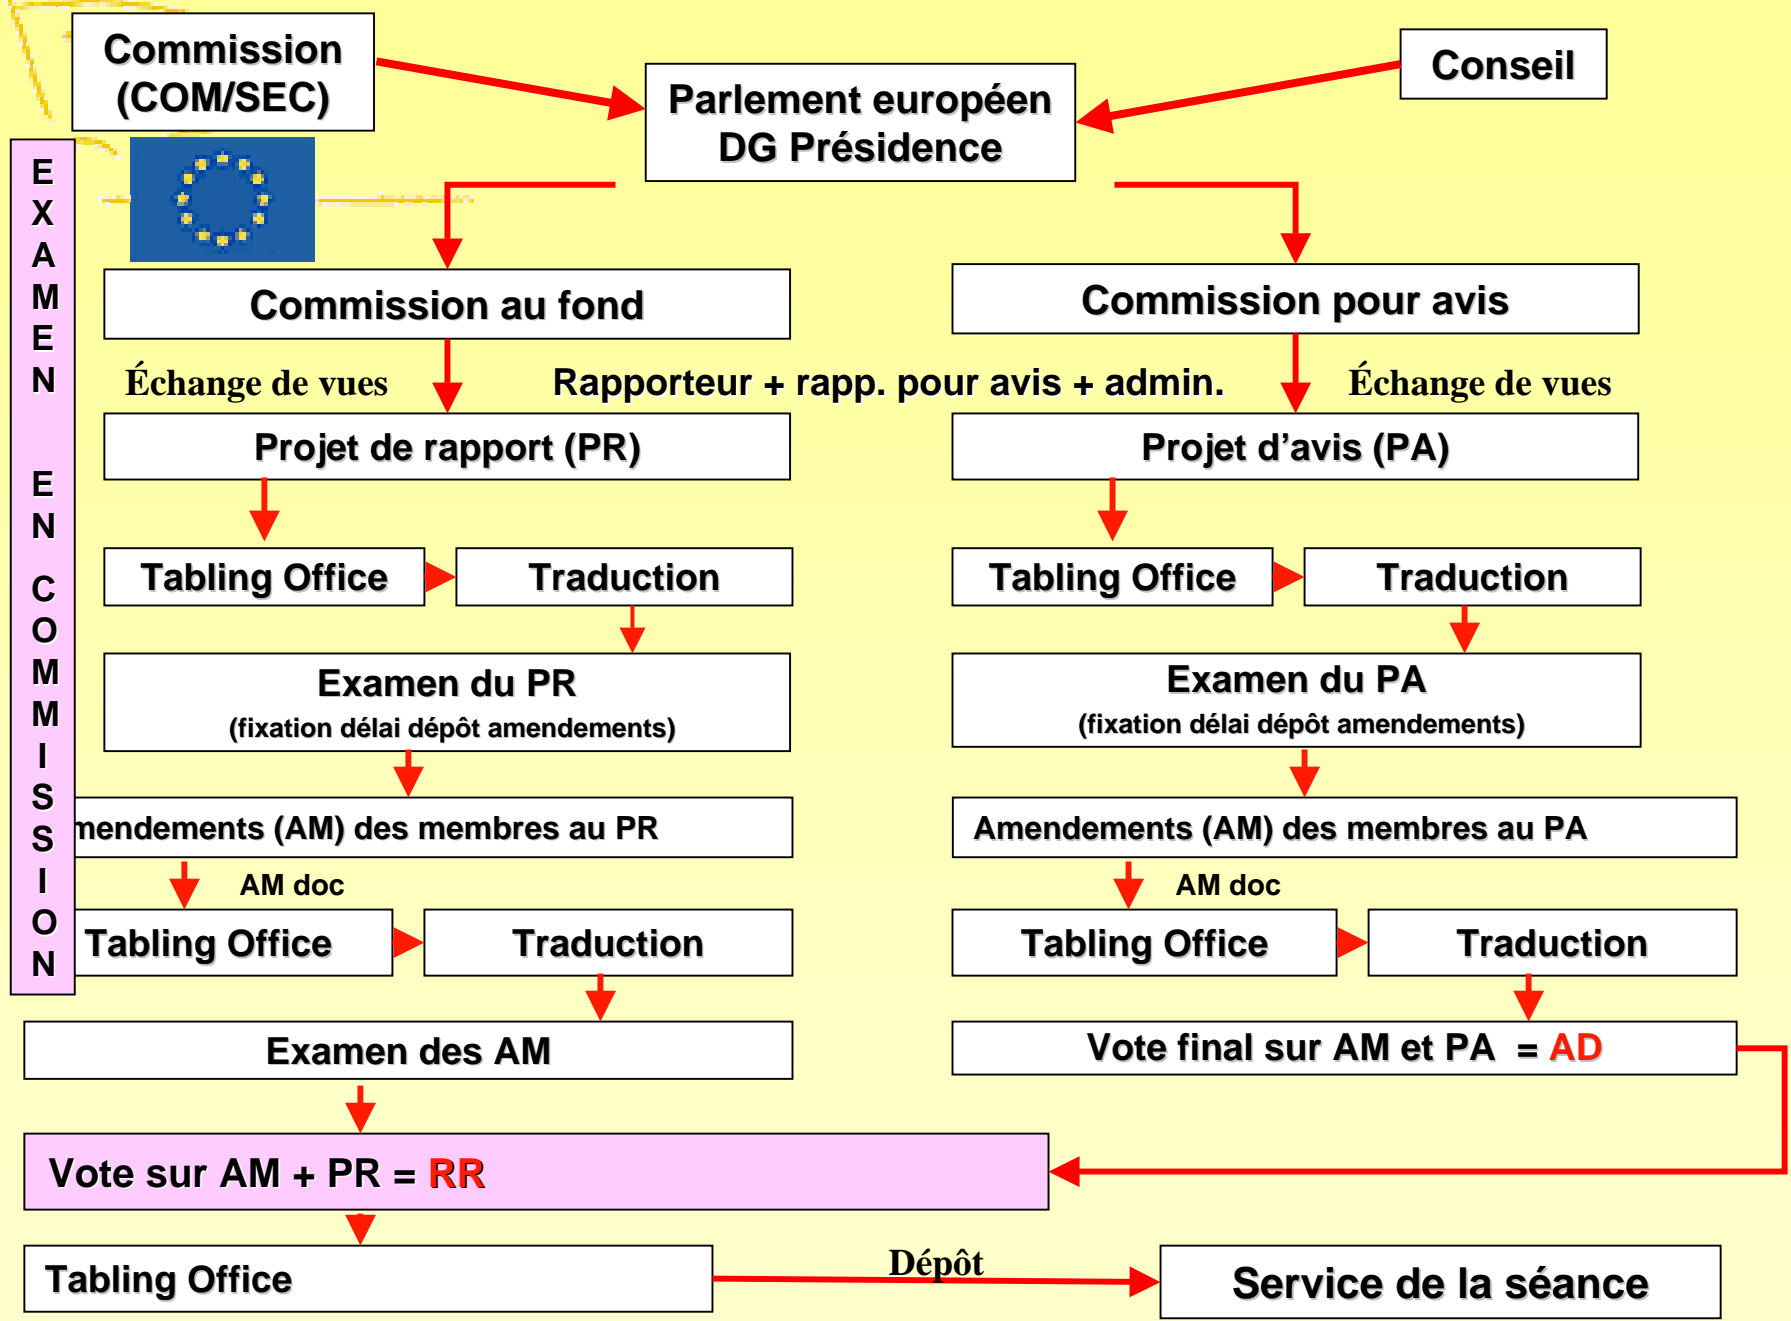 Commission
(COM/SEC)
Parlement européen
DG Présidence
Conseil
EXAMEN EN COMMISSION
Commission au fond
Commission pour avis
Échange de vues
Rapporteur + rapp. pour avis + admin.
Échange de vues
Projet de rapport (PR)
Projet d'avis (PA)
Tabling Office
Traduction
Tabling Office
Traduction
Examen du PR
(fixation délai dépôt amendements)
Examen du PA
(fixation délai dépôt amendements)
mendements (AM) des membres au PR
Amendements (AM) des membres au PA
AM doc
AM doc
Tabling Office
Traduction
Tabling Office
Traduction
Examen des AM
Vote final sur AM et PA = AD
Vote sur AM + PR = RR
Tabling Office
Dépôt
Service de la séance